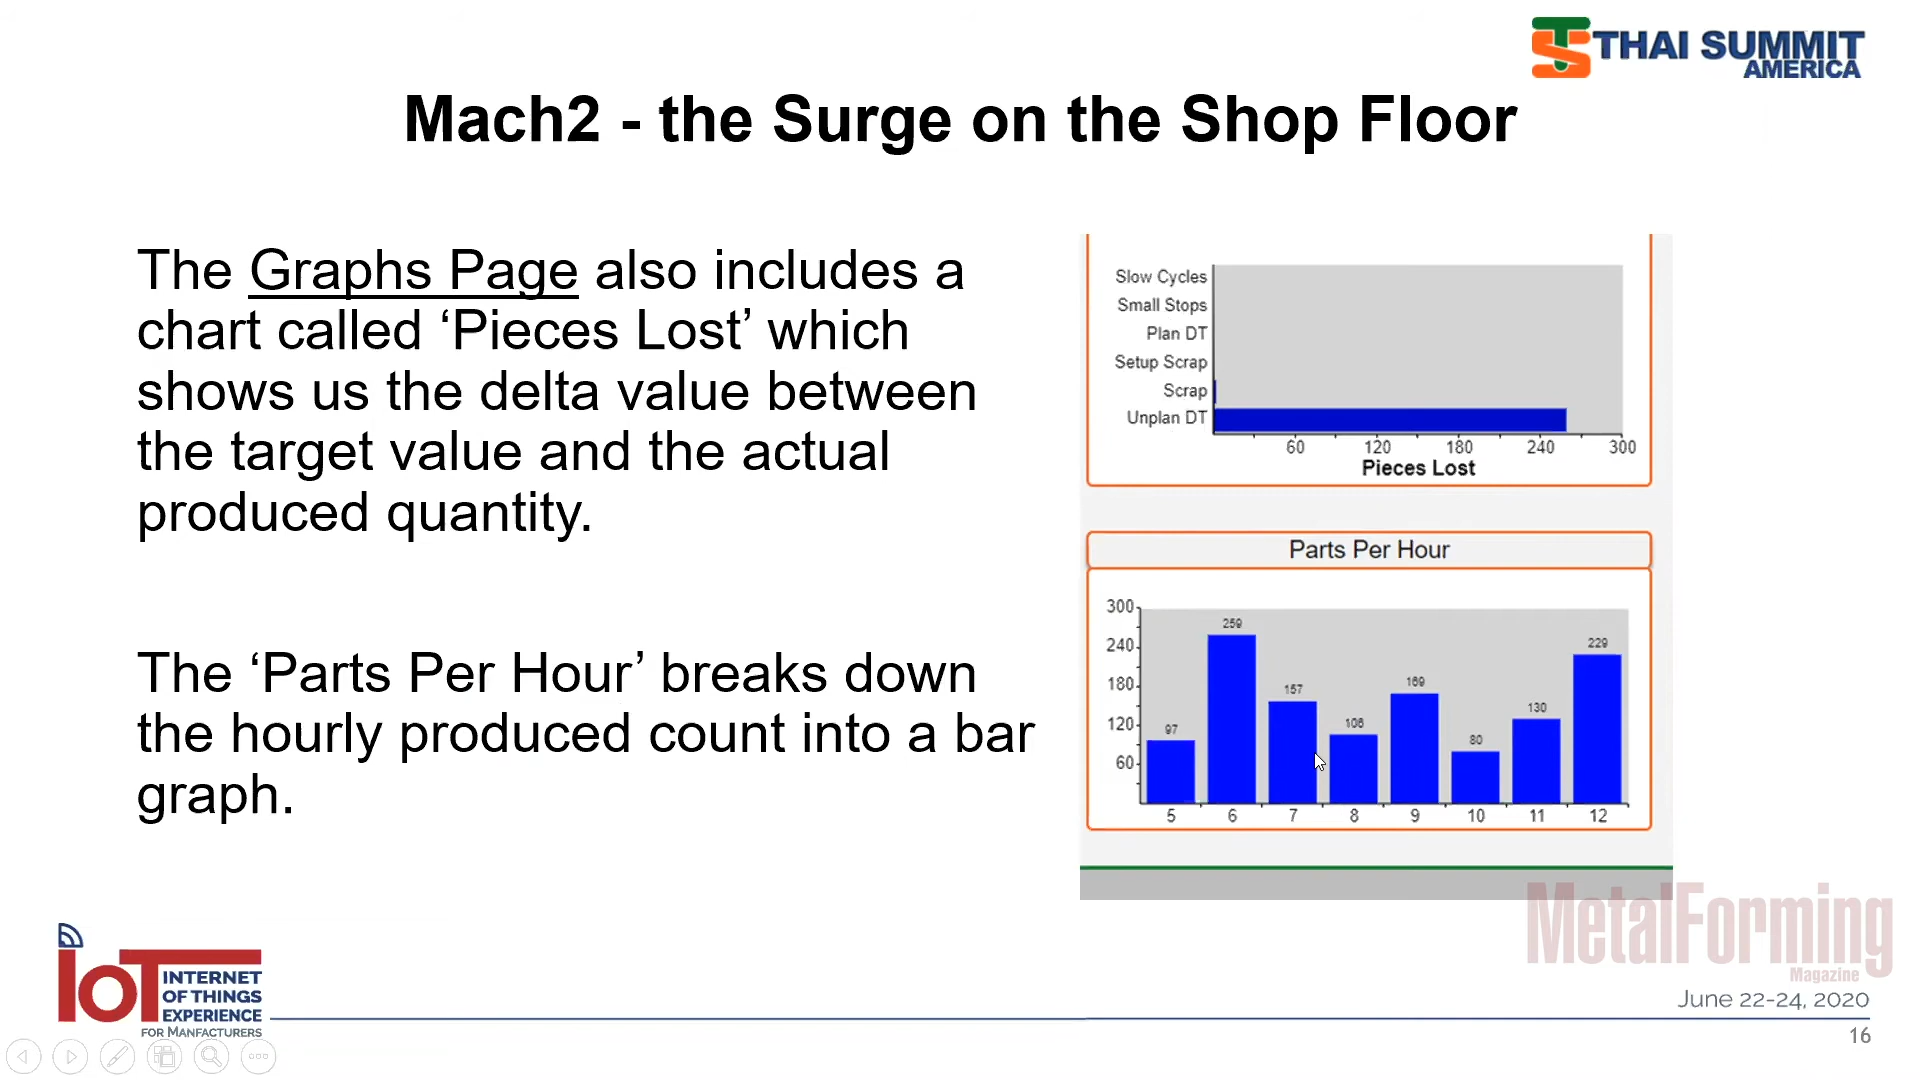 THAI SUMMIT
AMERICA
Mach2 - the Surge on the Shop Floor
The Graphs Page also includes a
chart called ‘Pieces Lost’ which
shows us the delta value between
the target value and the actual
produced quantity.
The ‘Parts Per Hour’ breaks down
the hourly produced count into a bar
graph.
Slow Cycles
Small Stops
Plan DT
Setup Scrap
Scrap
Unplan DT
60 120 180 240 300
Pieces Lost
Parts Per Hour
300
240
180
120
60
97 259 157 106 169 80 130 229
5 6 7 8 9 10 11 12
MetalForming
Magazine
IoT INTERNET
OF THINGS
EXPERIENCE
FOR MANFACTURERS
June 22-24, 2020
16